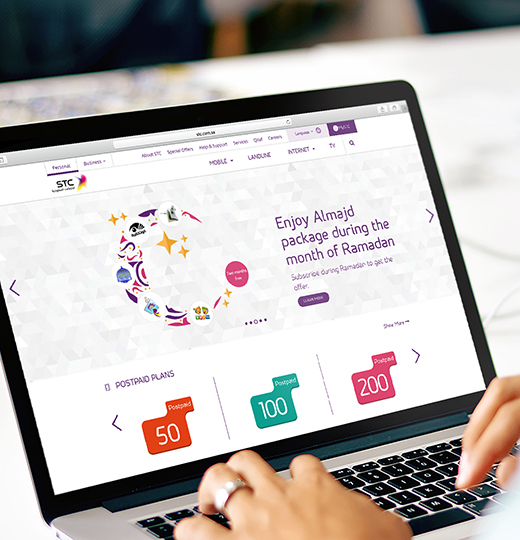 stc.com.sa
Personal
Business
About STC Special Offers Help & Support Services Qitaf Careers
Language
MOBILE LANDLINE INTERNET TV
STC
Enjoy Almajd
package during the
month of Ramadan
Subscribe during Ramadan to get the
offer.
LEARN MORE
Two months
free
Show More
POSTPAID PLANS
Postpaid
50
Postpaid
100
Postpaid
200